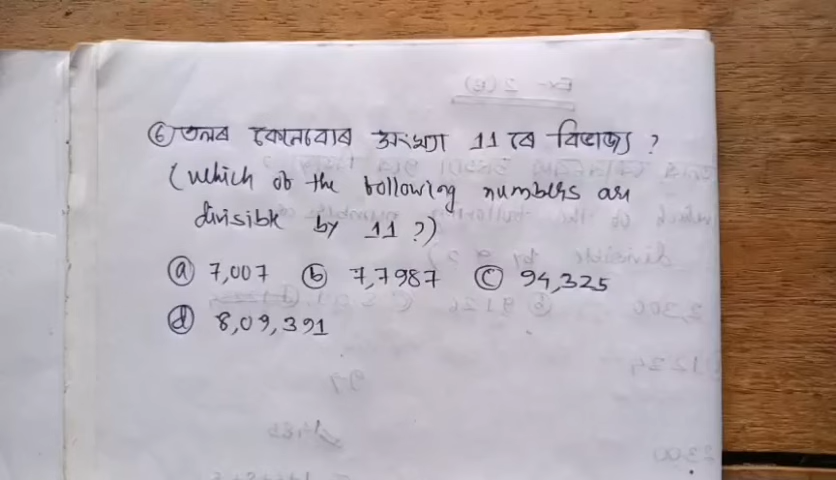 ⑥ তলৰ কোনবোৰ সংখ্যা 11 ৰে বিভাজ্য ?
(which of the following numbers are
divisible by 11 ?)
ⓐ 7,007 ⓑ 7,7987 ⓒ 94,325
ⓓ 8,09,391